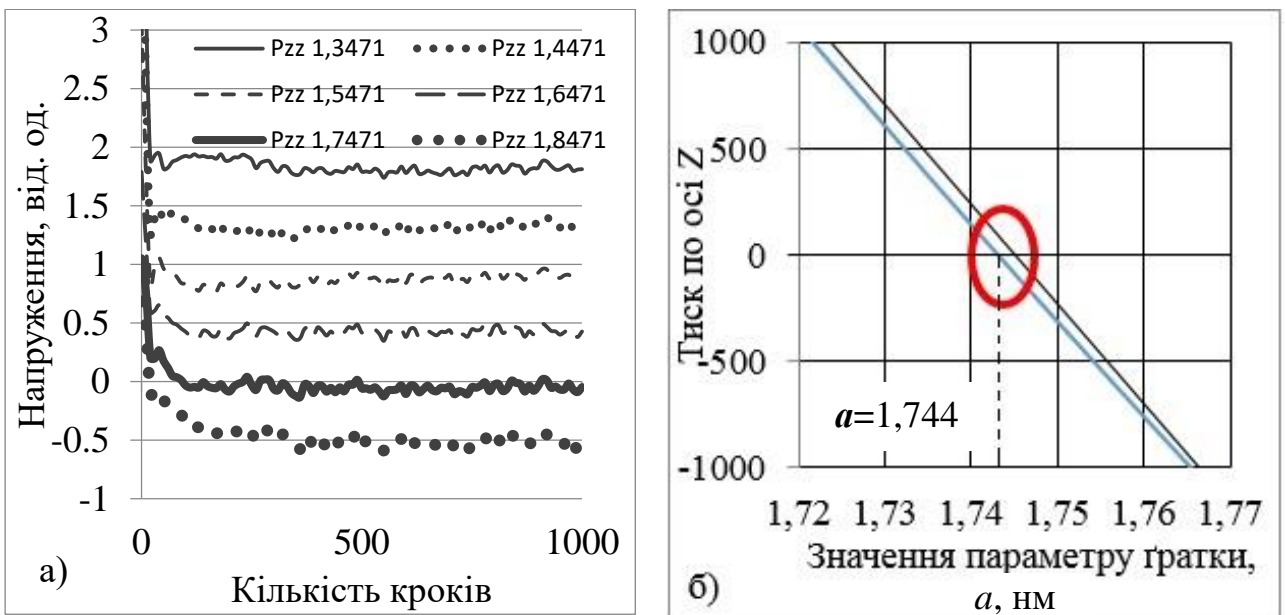 3
2.5
2
1.5
1
0.5
0
-0.5
-1
Напруження, від. од.
Pzz 1,3471
Pzz 1,4471
Pzz 1,5471
Pzz 1,6471
Pzz 1,7471
Pzz 1,8471
0
500
1000
а)
Кількість кроків
1000
500
0
-500
-1000
Тиск по осі Z
a=1,744
1,72 1,73 1,74 1,75 1,76 1,77
Значення параметру ґратки,
a, нм
б)